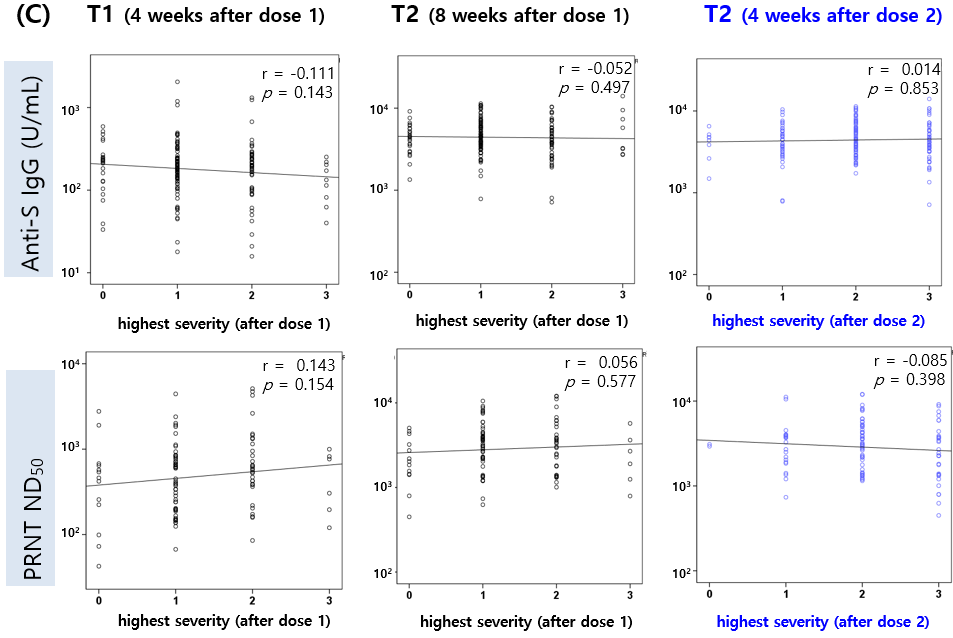 (C) T1 (4 weeks after dose 1) T2 (8 weeks after dose 1) T2 (4 weeks after dose 2)
Anti-S IgG (U/mL)
r = -0.111
p = 0.143
10³
10²
10¹
0 1 2 3
highest severity (after dose 1)
r = -0.052
p = 0.497
10⁴
10³
10²
0 1 2 3
highest severity (after dose 1)
r = 0.014
p = 0.853
10⁴
10³
10²
0 1 2 3
highest severity (after dose 2)
PRNT ND₅₀
r = 0.143
p = 0.154
10⁴
10³
10²
0 1 2 3
highest severity (after dose 1)
r = 0.056
p = 0.577
10⁴
10³
10²
0 1 2 3
highest severity (after dose 1)
r = -0.085
p = 0.398
10⁴
10³
10²
0 1 2 3
highest severity (after dose 2)